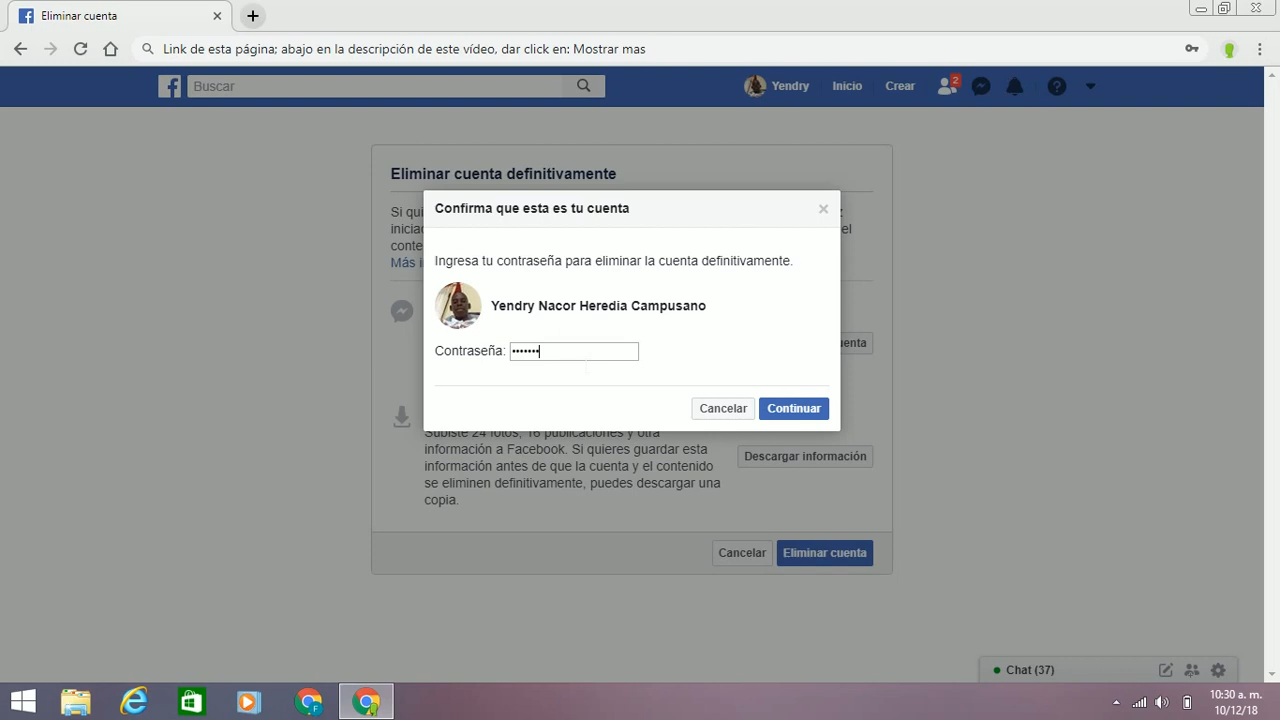 Eliminar cuenta
Link de esta página; abajo en la descripción de este vídeo, dar click en: Mostrar mas
Buscar
Yendry Inicio Crear 2
Eliminar cuenta definitivamente
Confirma que esta es tu cuenta
Si qui
inicia
el
conte
Más i
Ingresa tu contraseña para eliminar la cuenta definitivamente.
Yendry Nacor Heredia Campusano
Contraseña: •••••••
uenta
Cancelar Continuar
Subiste 24 fotos, 16 publicaciones y otra
información a Facebook. Si quieres guardar esta
información antes de que la cuenta y el contenido
se eliminen definitivamente, puedes descargar una
copia.
Descargar información
Cancelar Eliminar cuenta
Chat (37)
10:30 a. m.
10/12/18